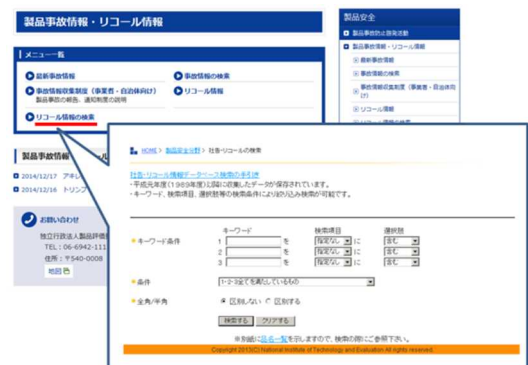 製品事故情報・リコール情報
メニュー一覧
最新事故情報
事故情報の検索
事故情報収集制度（事業者・自治体向け）
製品事故の報告、通知制度の説明
リコール情報
リコール情報の検索
製品事故情報
2014/12/17 アキレ
2014/12/16 トリンプ
お問い合わせ
独立行政法人製品評価
TEL：06-6942-111
住所：〒540-0008
地図
製品安全
製品事故防止啓発活動
製品事故情報・リコール情報
最新事故情報
事故情報の検索
事故情報収集制度（事業者・自治体向け）
リコール情報
HOME> 製品安全分野> 社告・リコールの検索
社告・リコール情報データベース検索の手引き
・平成元年度(1989年度)以降に収集したデータが保存されています。
・キーワード、検索項目、選択肢等の検索条件により絞り込み検索が可能です。
キーワード 検索項目 選択肢
キーワード条件 1 を 指定なし に 含む
2 を 指定なし に 含む
3 を 指定なし に 含む
条件 1・2・3全てを満たしているもの
全角/半角 区別しない 区別する
検索する クリアする
※別紙に品名一覧を示しますので、検索の際にご参照下さい。
Copyright 2013(C) National Institute of Technology and Evaluation All rights reserved.